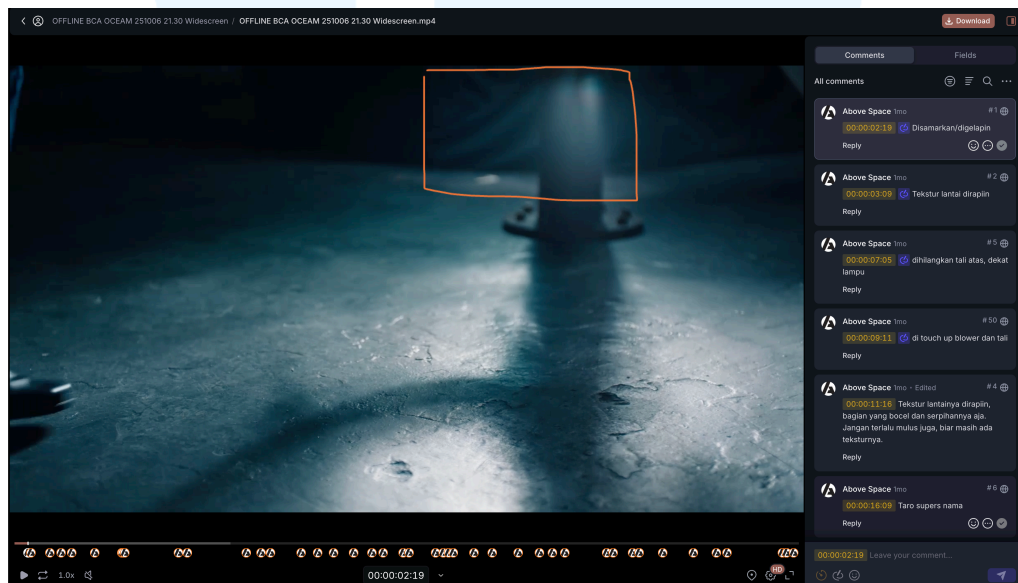 OFFLINE BCA OCEAM 251006 21.30 Widescreen / OFFLINE BCA OCEAM 251006 21.30 Widescreen.mp4
Download
Comments Fields
All comments
Above Space 1mo #1
00:00:02:19 Disamarkan/digelapin
Reply
Above Space 1mo #2
00:00:03:09 Tekstur lantai dirapiin
Reply
Above Space 1mo #5
00:00:07:05 dihilangkan tali atas, dekat
lampu
Reply
Above Space 1mo #50
00:00:09:11 di touch up blower dan tali
Reply
Above Space 1mo • Edited #4
00:00:11:16 Tekstur lantainya dirapiin,
bagian yang bocel dan serpihannya aja.
Jangan terlalu mulus juga, biar masih ada
teksturnya.
Reply
Above Space 1mo #6
00:00:16:09 Taro supers nama
Reply
00:00:02:19 Leave your comment...
1.0x
00:00:02:19
HD